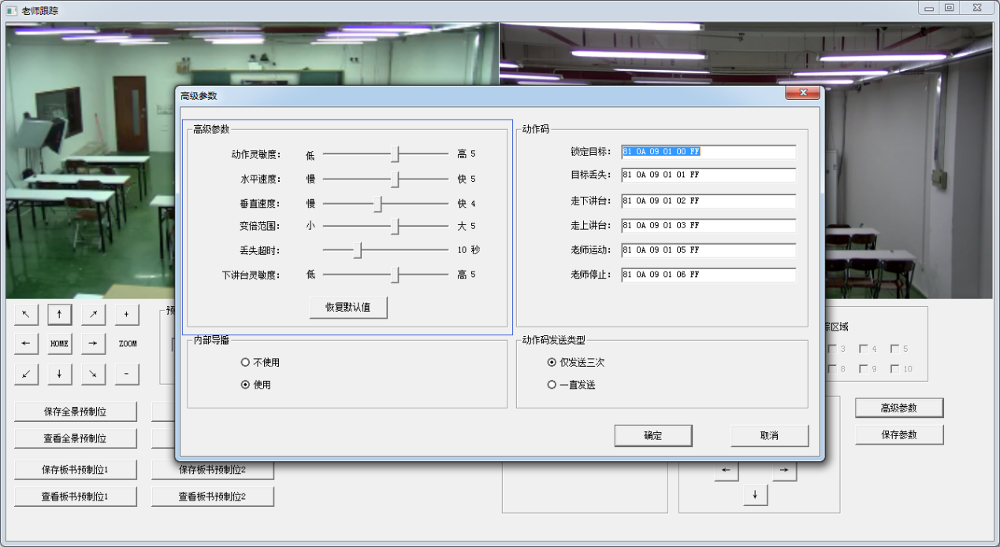 老师跟踪
高级参数
高级参数
动作灵敏度: 低 高 5
水平速度: 慢 快 5
垂直速度: 慢 快 4
变倍范围: 小 大 5
丢失超时: 10 秒
下讲台灵敏度: 低 高 5
恢复默认值
动作码
锁定目标: 81 0A 09 01 00 FF
目标丢失: 81 0A 09 01 01 FF
走下讲台: 81 0A 09 01 02 FF
走上讲台: 81 0A 09 01 03 FF
老师运动: 81 0A 09 01 05 FF
老师停止: 81 0A 09 01 06 FF
内部导播
不使用
使用
动作码发送类型
仅发送三次
一直发送
确定 取消
↖ ↑ ↗ +
← HOME → ZOOM
↙ ↓ ↘ -
预
区域
3 4 5
8 9 10
保存全景预制位
查看全景预制位
保存板书预制位1 保存板书预制位2
查看板书预制位1 查看板书预制位2
← →
↓
高级参数
保存参数